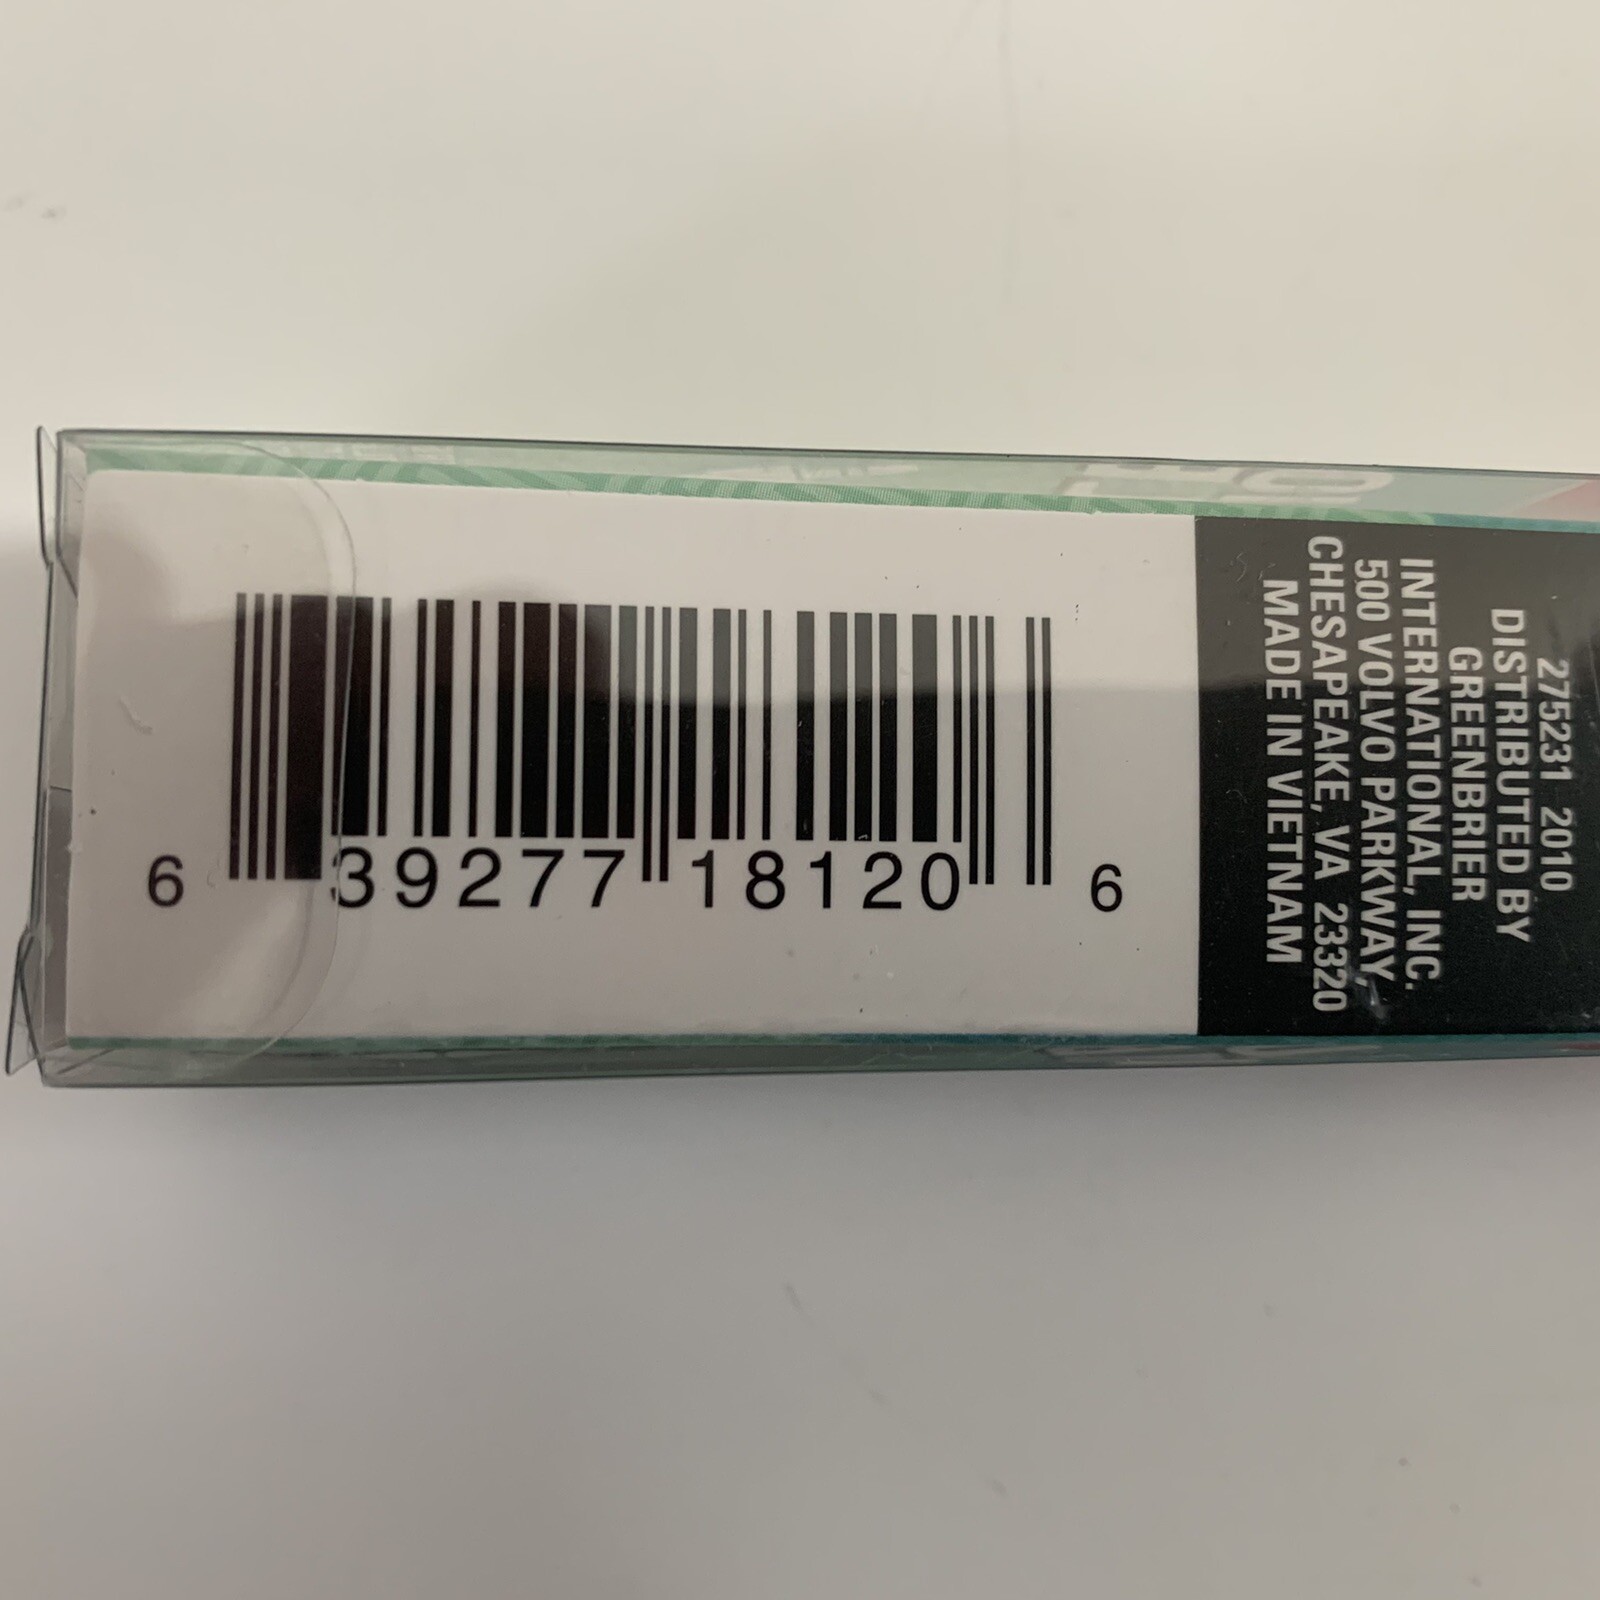 6 39277 18120 6
275231 2010
DISTRIBUTED BY
GREENBRIER
INTERNATIONAL, INC.
500 VOLVO PARKWAY,
CHESAPEAKE, VA 23320
MADE IN VIETNAM